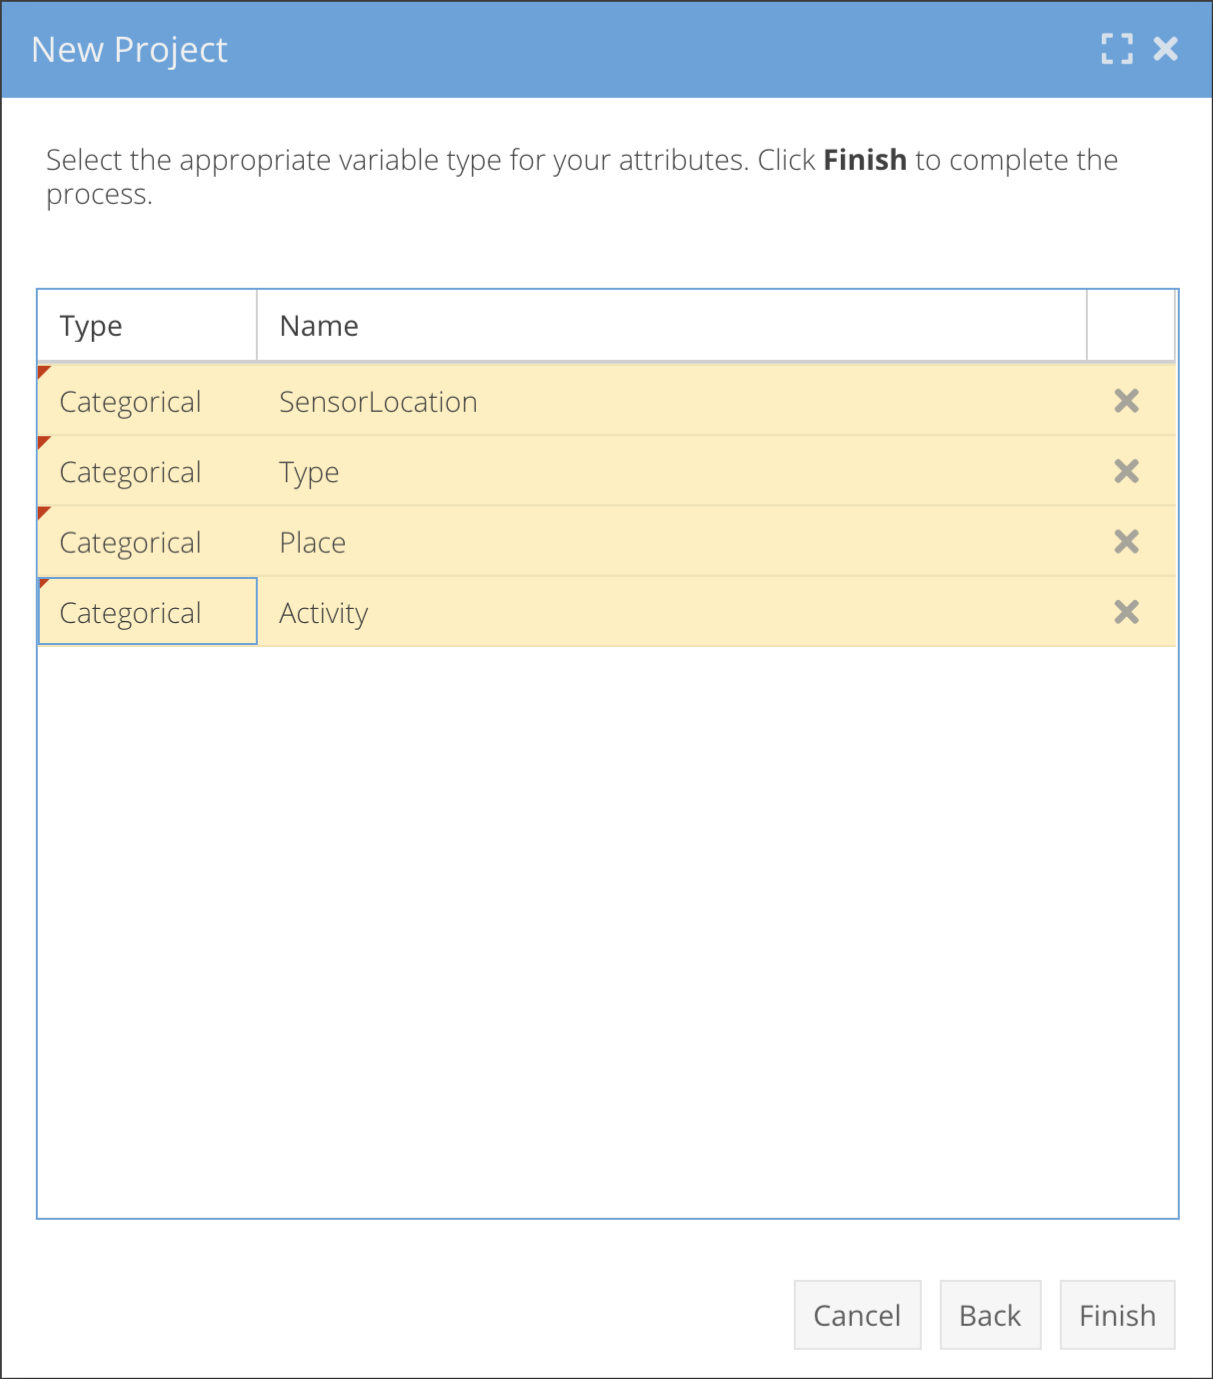 New Project
Select the appropriate variable type for your attributes. Click Finish to complete the
process.
Type Name
Categorical SensorLocation
Categorical Type
Categorical Place
Categorical Activity
Cancel Back Finish